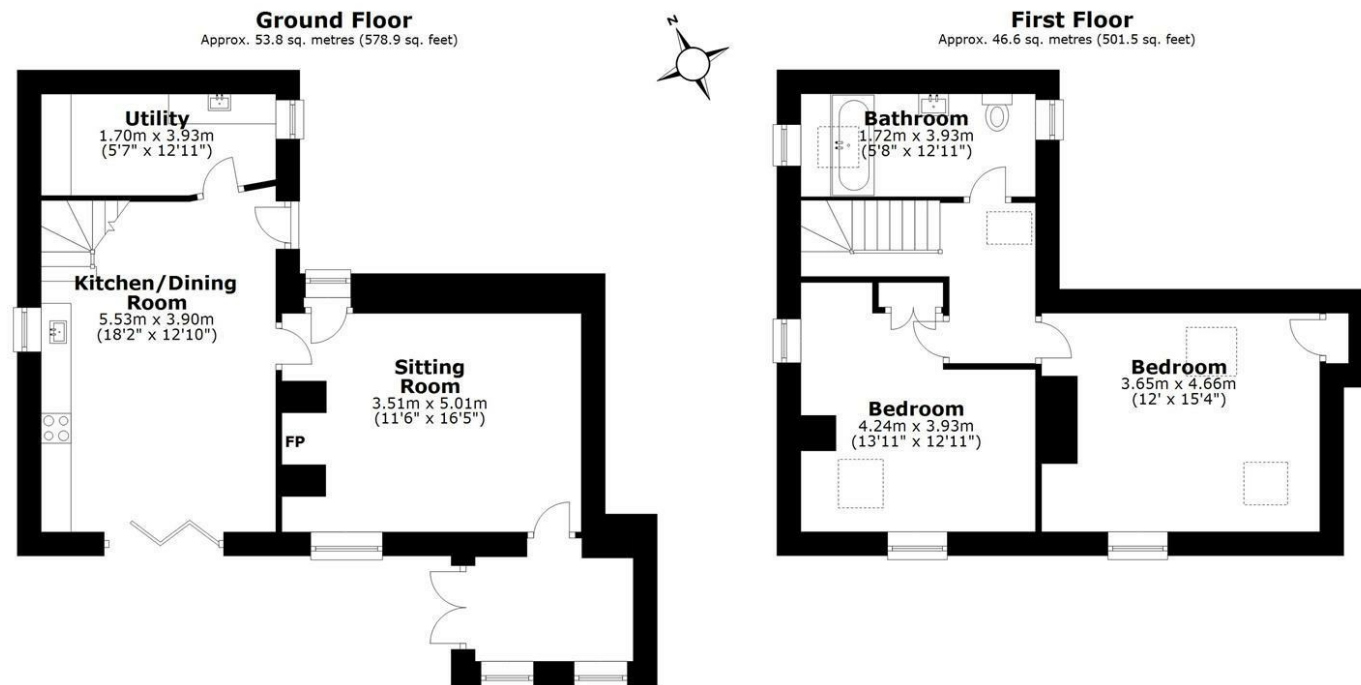 Ground Floor
Approx. 53.8 sq. metres (578.9 sq. feet)
Utility
1.70m x 3.93m
(5'7" x 12'11")
Kitchen/Dining
Room
5.53m x 3.90m
(18'2" x 12'10")
Sitting
Room
3.51m x 5.01m
(11'6" x 16'5")
FP
N
First Floor
Approx. 46.6 sq. metres (501.5 sq. feet)
Bathroom
1.72m x 3.93m
(5'8" x 12'11")
Bedroom
4.24m x 3.93m
(13'11" x 12'11")
Bedroom
3.65m x 4.66m
(12' x 15'4")